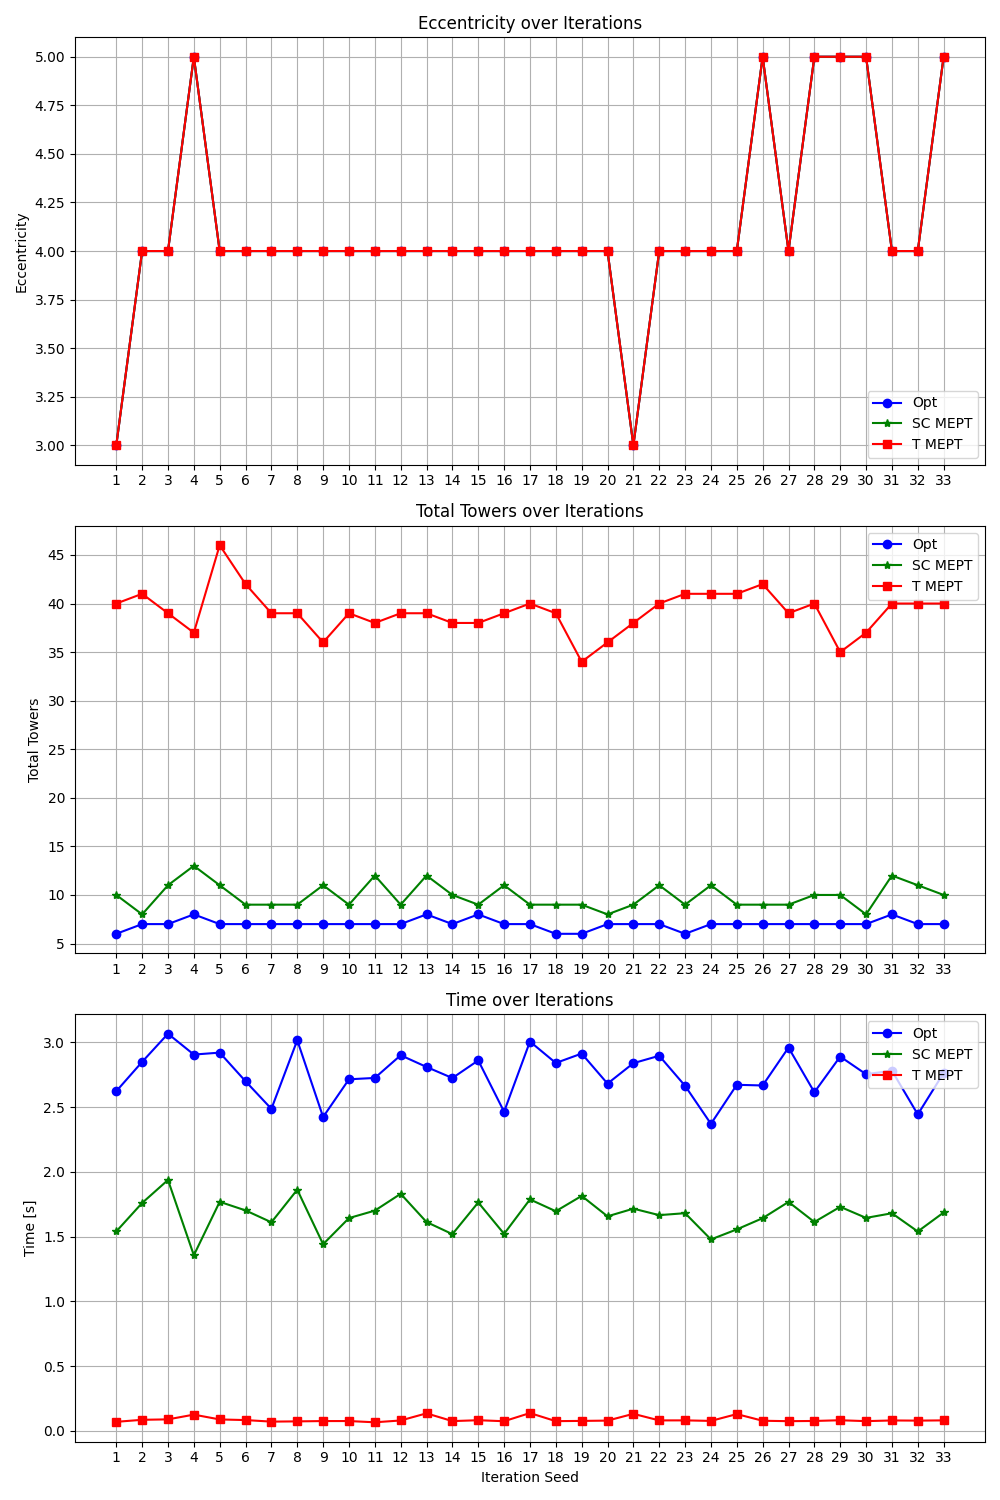 Eccentricity over Iterations
5.00
4.75
4.50
4.25
4.00
3.75
3.50
3.25
3.00
Eccentricity
Opt
SC MEPT
T MEPT
1 2 3 4 5 6 7 8 9 10 11 12 13 14 15 16 17 18 19 20 21 22 23 24 25 26 27 28 29 30 31 32 33
Total Towers over Iterations
45
40
35
30
25
20
15
10
5
Total Towers
Opt
SC MEPT
T MEPT
1 2 3 4 5 6 7 8 9 10 11 12 13 14 15 16 17 18 19 20 21 22 23 24 25 26 27 28 29 30 31 32 33
Time over Iterations
3.0
2.5
2.0
1.5
1.0
0.5
0.0
Time [s]
Opt
SC MEPT
T MEPT
1 2 3 4 5 6 7 8 9 10 11 12 13 14 15 16 17 18 19 20 21 22 23 24 25 26 27 28 29 30 31 32 33
Iteration Seed